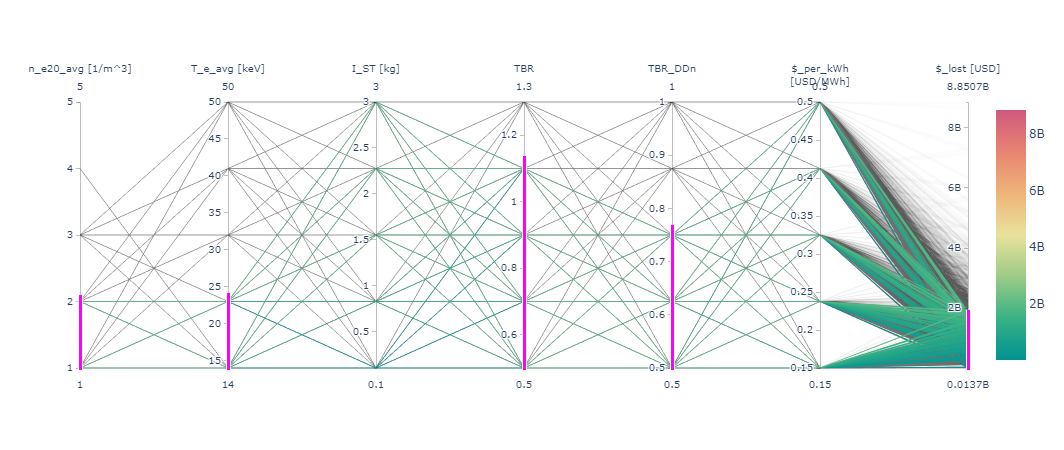 n_e20_avg [1/m^3]
T_e_avg [keV]
I_ST [kg]
TBR
TBR_DDn
$_per_kWh
[USD/MWh]
$_lost [USD]
5
50
3
1.3
1
0.5
8.8507B
5
4
3
2
1
50
45
40
35
30
25
20
15
3
2.5
2
1.5
1
0.5
1.2
1
0.8
0.6
1
0.9
0.8
0.7
0.6
0.5
0.5
0.45
0.4
0.35
0.3
0.25
0.2
0.15
8B
6B
4B
2B
8B
6B
4B
2B
1
14
0.1
0.5
0.5
0.15
0.0137B